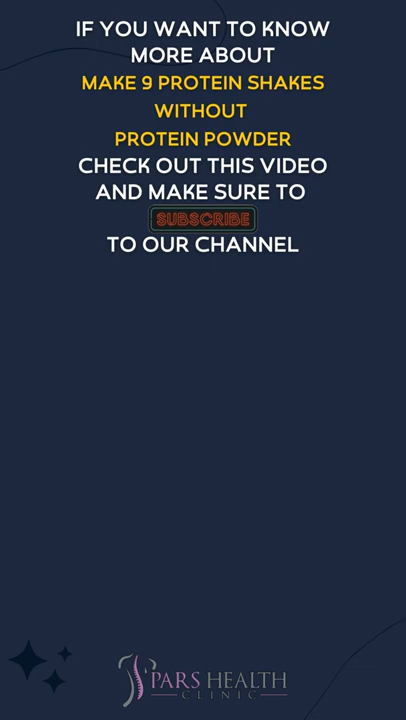 IF YOU WANT TO KNOW
MORE ABOUT
MAKE 9 PROTEIN SHAKES
WITHOUT
PROTEIN POWDER
CHECK OUT THIS VIDEO
AND MAKE SURE TO
SUBSCRIBE
TO OUR CHANNEL
PARS HEALTH
CLINIC